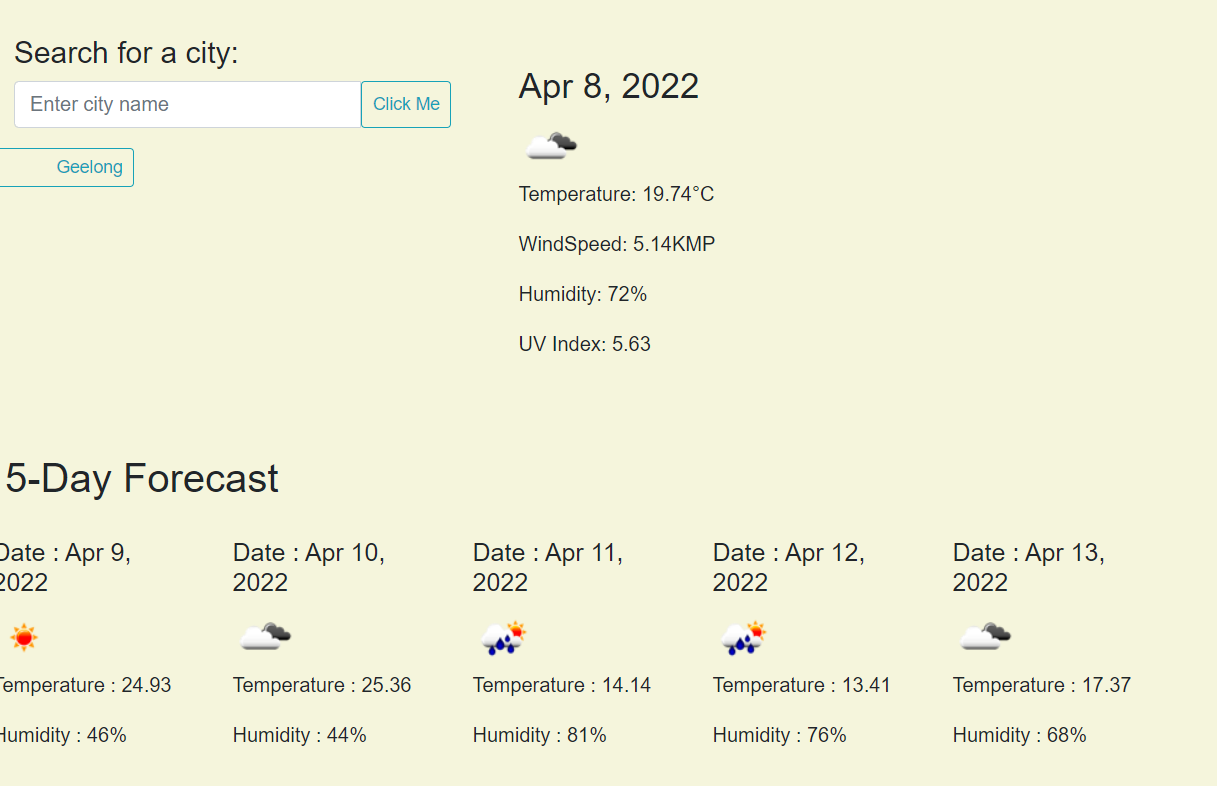 Search for a city:
Enter city name
Click Me
Geelong
Apr 8, 2022
Temperature: 19.74°C
WindSpeed: 5.14KMP
Humidity: 72%
UV Index: 5.63
5-Day Forecast
Date : Apr 9,
2022
Temperature : 24.93
Humidity : 46%
Date : Apr 10,
2022
Temperature : 25.36
Humidity : 44%
Date : Apr 11,
2022
Temperature : 14.14
Humidity : 81%
Date : Apr 12,
2022
Temperature : 13.41
Humidity : 76%
Date : Apr 13,
2022
Temperature : 17.37
Humidity : 68%